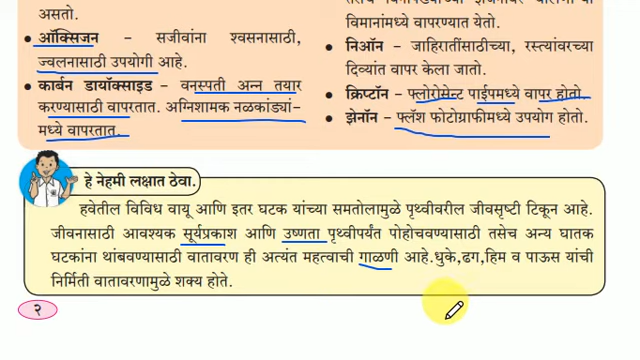 असतो.
• ऑक्सिजन – सजीवांना श्वसनासाठी,
ज्वलनासाठी उपयोगी आहे.
• कार्बन डायॉक्साइड - वनस्पती अन्न तयार
करण्यासाठी वापरतात. अग्निशामक नळकांड्यां-
मध्ये वापरतात.
विमानांमध्ये वापरण्यात येतो.
• निऑन – जाहिरातींसाठीच्या, रस्त्यांवरच्या
दिव्यांत वापर केला जातो.
• क्रिप्टॉन – फ्लोरोसेन्ट पाईपमध्ये वापर होतो.
• झेनॉन – फ्लॅश फोटोग्राफीमध्ये उपयोग होतो.
हे नेहमी लक्षात ठेवा.
हवेतील विविध वायू आणि इतर घटक यांच्या समतोलामुळे पृथ्वीवरील जीवसृष्टी टिकून आहे.
जीवनासाठी आवश्यक सूर्यप्रकाश आणि उष्णता पृथ्वीपर्यंत पोहोचवण्यासाठी तसेच अन्य घातक
घटकांना थांबवण्यासाठी वातावरण ही अत्यंत महत्वाची गाळणी आहे. धुके, ढग, हिम व पाऊस यांची
निर्मिती वातावरणामुळे शक्य होते.
२